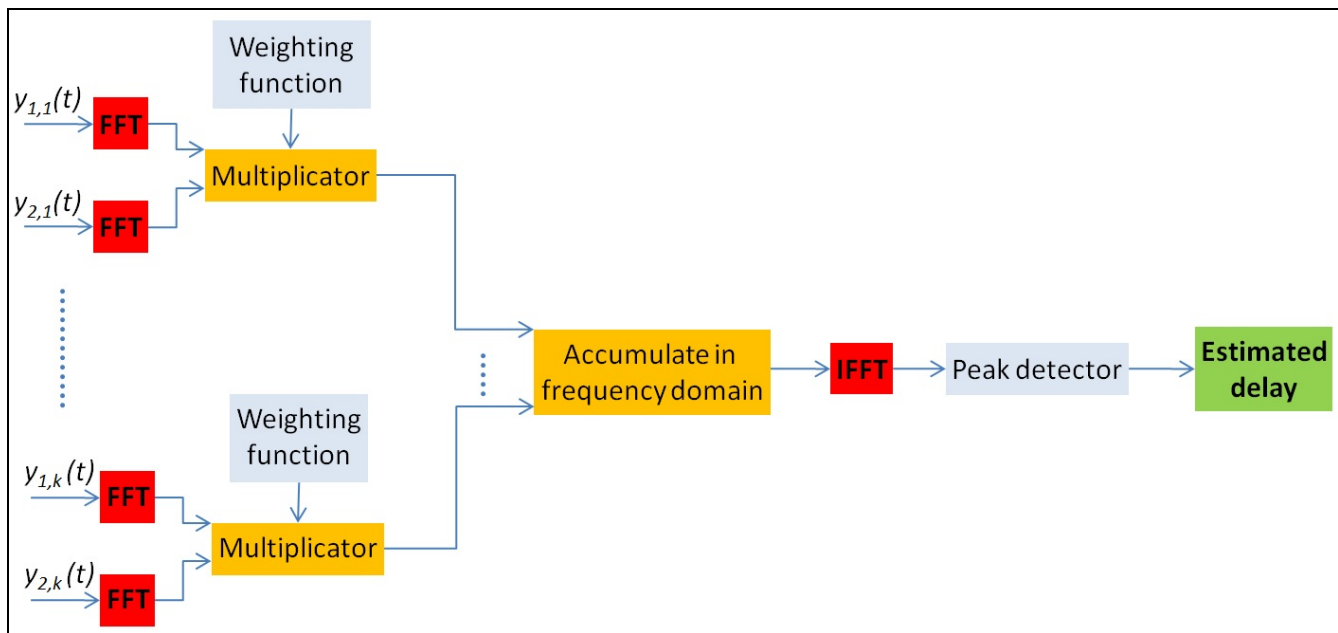 Weighting
function
y1,1(t)
FFT
Multiplicator
y2,1(t)
FFT
Accumulate in
frequency domain
IFFT
Peak detector
Estimated
delay
Weighting
function
y1,k(t)
FFT
Multiplicator
y2,k(t)
FFT